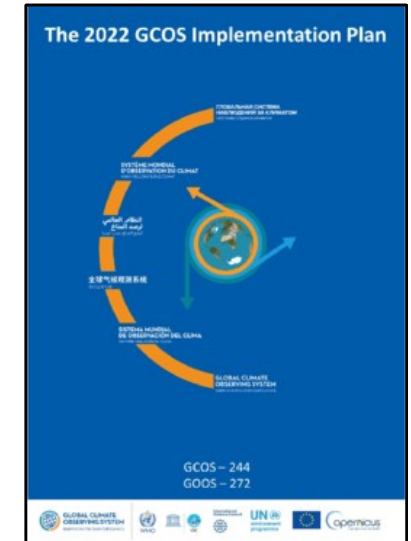 The 2022 GCOS Implementation Plan
ГЛОБАЛЬНАЯ СИСТЕМА
НАБЛЮДЕНИЙ ЗА КЛИМАТОМ
SYSTÈME MONDIAL
D'OBSERVATION DU CLIMAT
النظام العالمي
لرصد المناخ
全球气候观测系统
SISTEMA MUNDIAL
DE OBSERVACIÓN DEL CLIMA
GLOBAL CLIMATE
OBSERVING SYSTEM
GCOS – 244
GOOS – 272
GLOBAL CLIMATE
OBSERVING SYSTEM
WMO
UN
environment
programme
opernicus